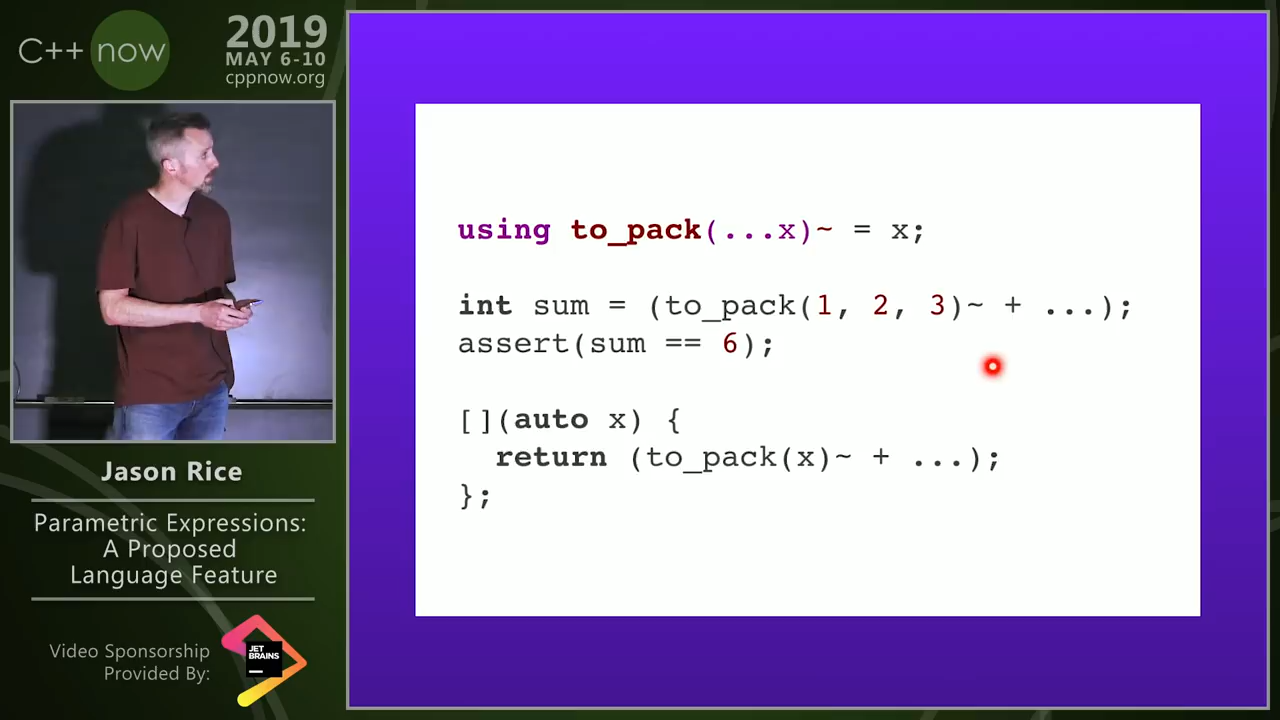 C++ now
2019
MAY 6-10
cppnow.org
using to_pack(...x)~ = x;
int sum = (to_pack(1, 2, 3)~ + ...);
assert(sum == 6);
[](auto x) {
return (to_pack(x)~ + ...);
};
Jason Rice
Parametric Expressions:
A Proposed
Language Feature
Video Sponsorship
Provided By:
JET
BRAINS